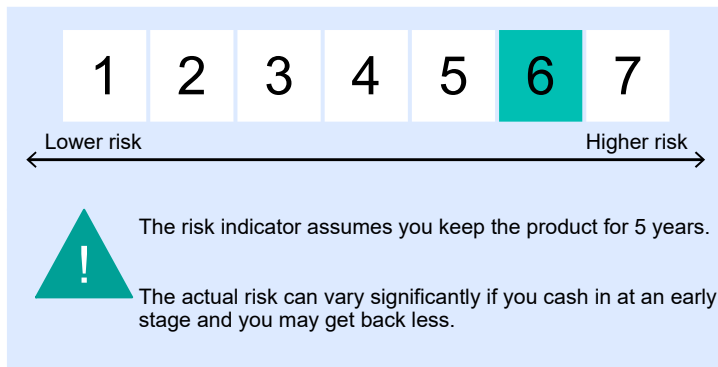 1 2 3 4 5 6 7
Lower risk Higher risk
The risk indicator assumes you keep the product for 5 years.
!
The actual risk can vary significantly if you cash in at an early
stage and you may get back less.